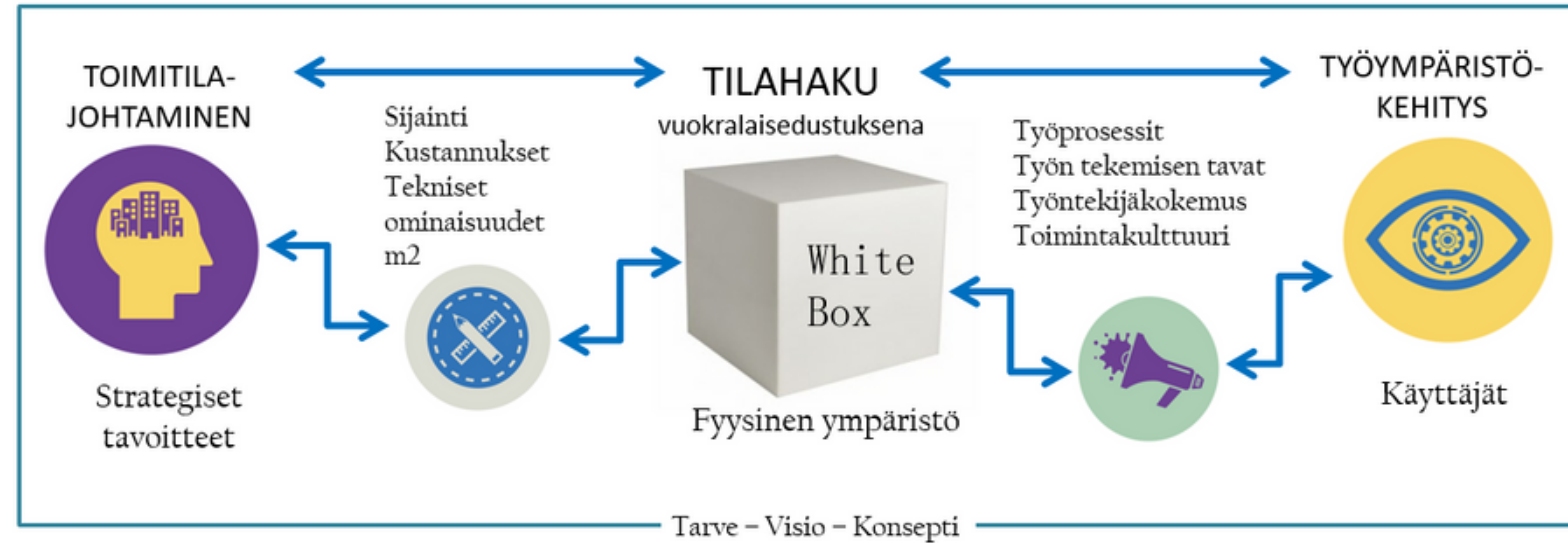 TOIMITILA-
JOHTAMINEN
Strategiset
tavoitteet
Sijainti
Kustannukset
Tekniset
ominaisuudet
m2
TILAHAKU
vuokralaisedustuksena
White
Box
Fyysinen ympäristö
Työprosessit
Työn tekemisen tavat
Työntekijäkokemus
Toimintakulttuuri
TYÖYMPÄRISTÖ-
KEHITYS
Käyttäjät
Tarve – Visio – Konsepti